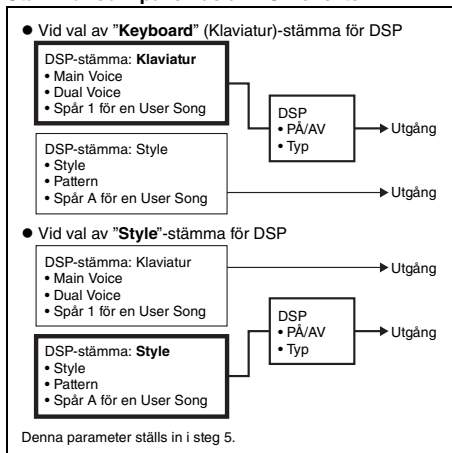 ● Vid val av ”Keyboard” (Klaviatur)-stämma för DSP
DSP-stämma: Klaviatur
• Main Voice
• Dual Voice
• Spår 1 för en User Song
DSP
• PÅ/AV
• Typ
Utgång
DSP-stämma: Style
• Style
• Pattern
• Spår A för en User Song
Utgång
● Vid val av ”Style”-stämma för DSP
DSP-stämma: Klaviatur
• Main Voice
• Dual Voice
• Spår 1 för en User Song
Utgång
DSP
• PÅ/AV
• Typ
Utgång
DSP-stämma: Style
• Style
• Pattern
• Spår A för en User Song
Denna parameter ställs in i steg 5.